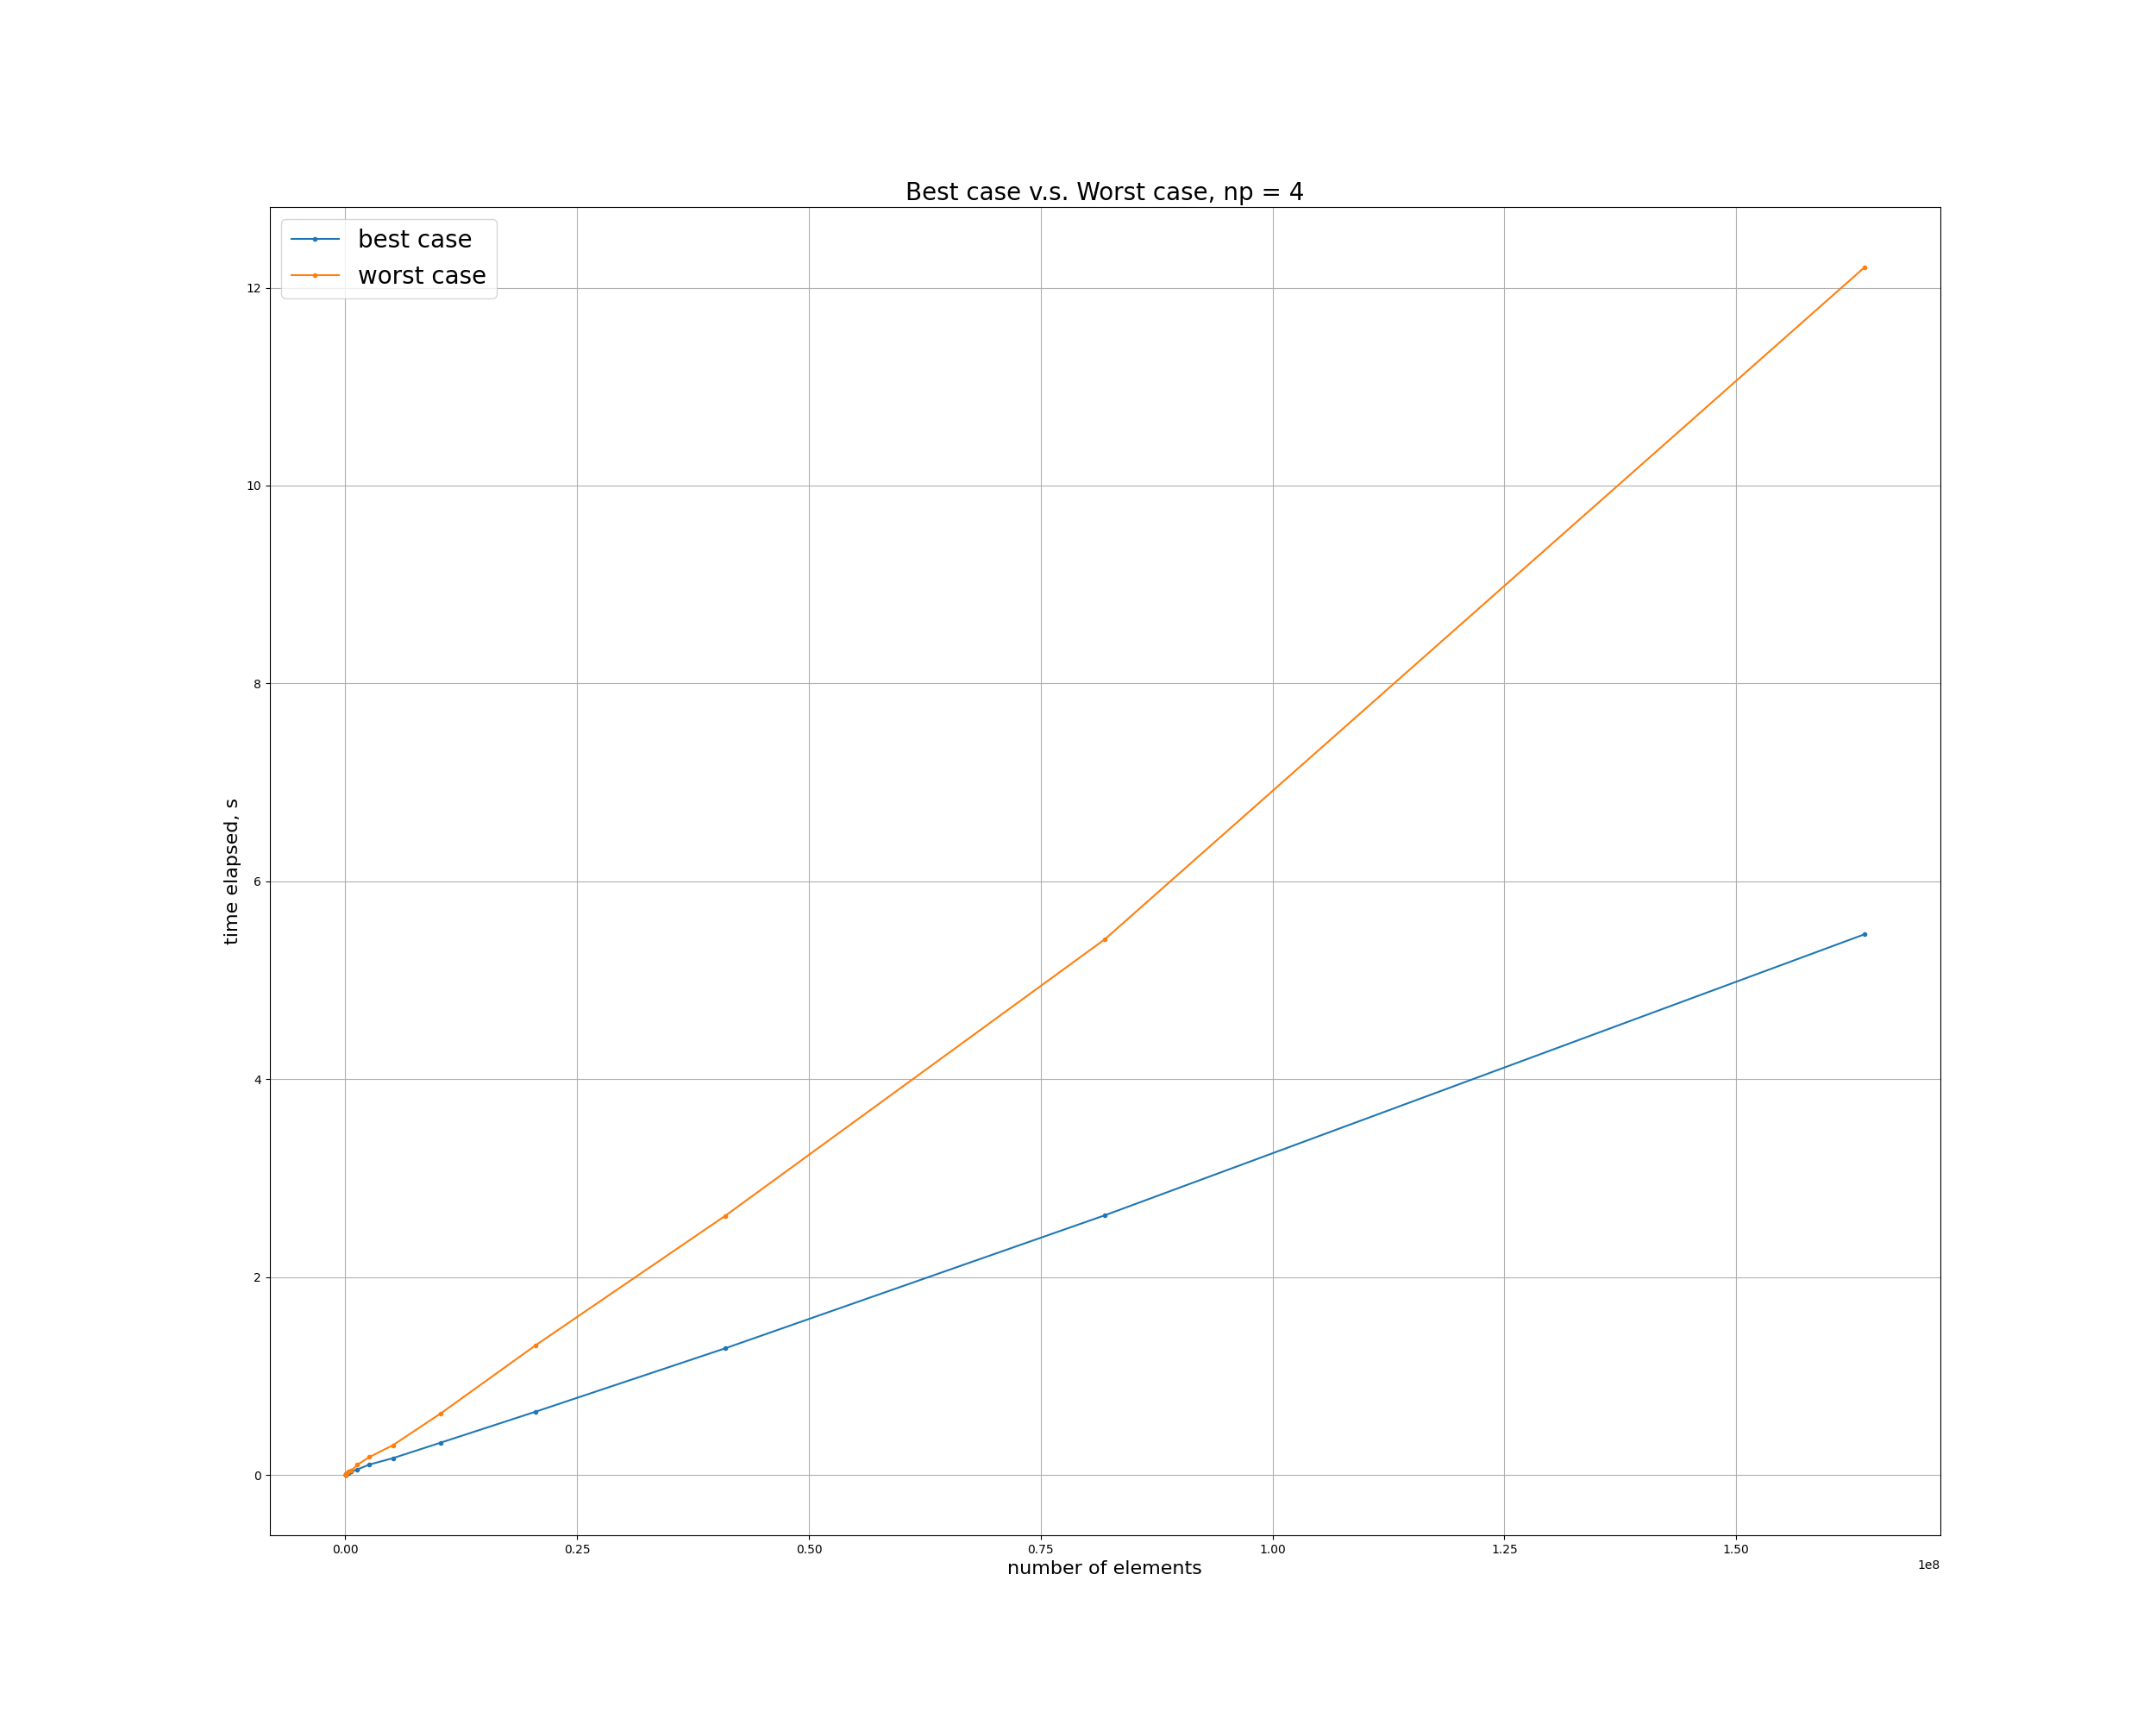 Best case v.s. Worst case, np = 4
best case
worst case
12
10
8
6
4
2
0
time elapsed, s
0.00 0.25 0.50 0.75 1.00 1.25 1.50
1e8
number of elements